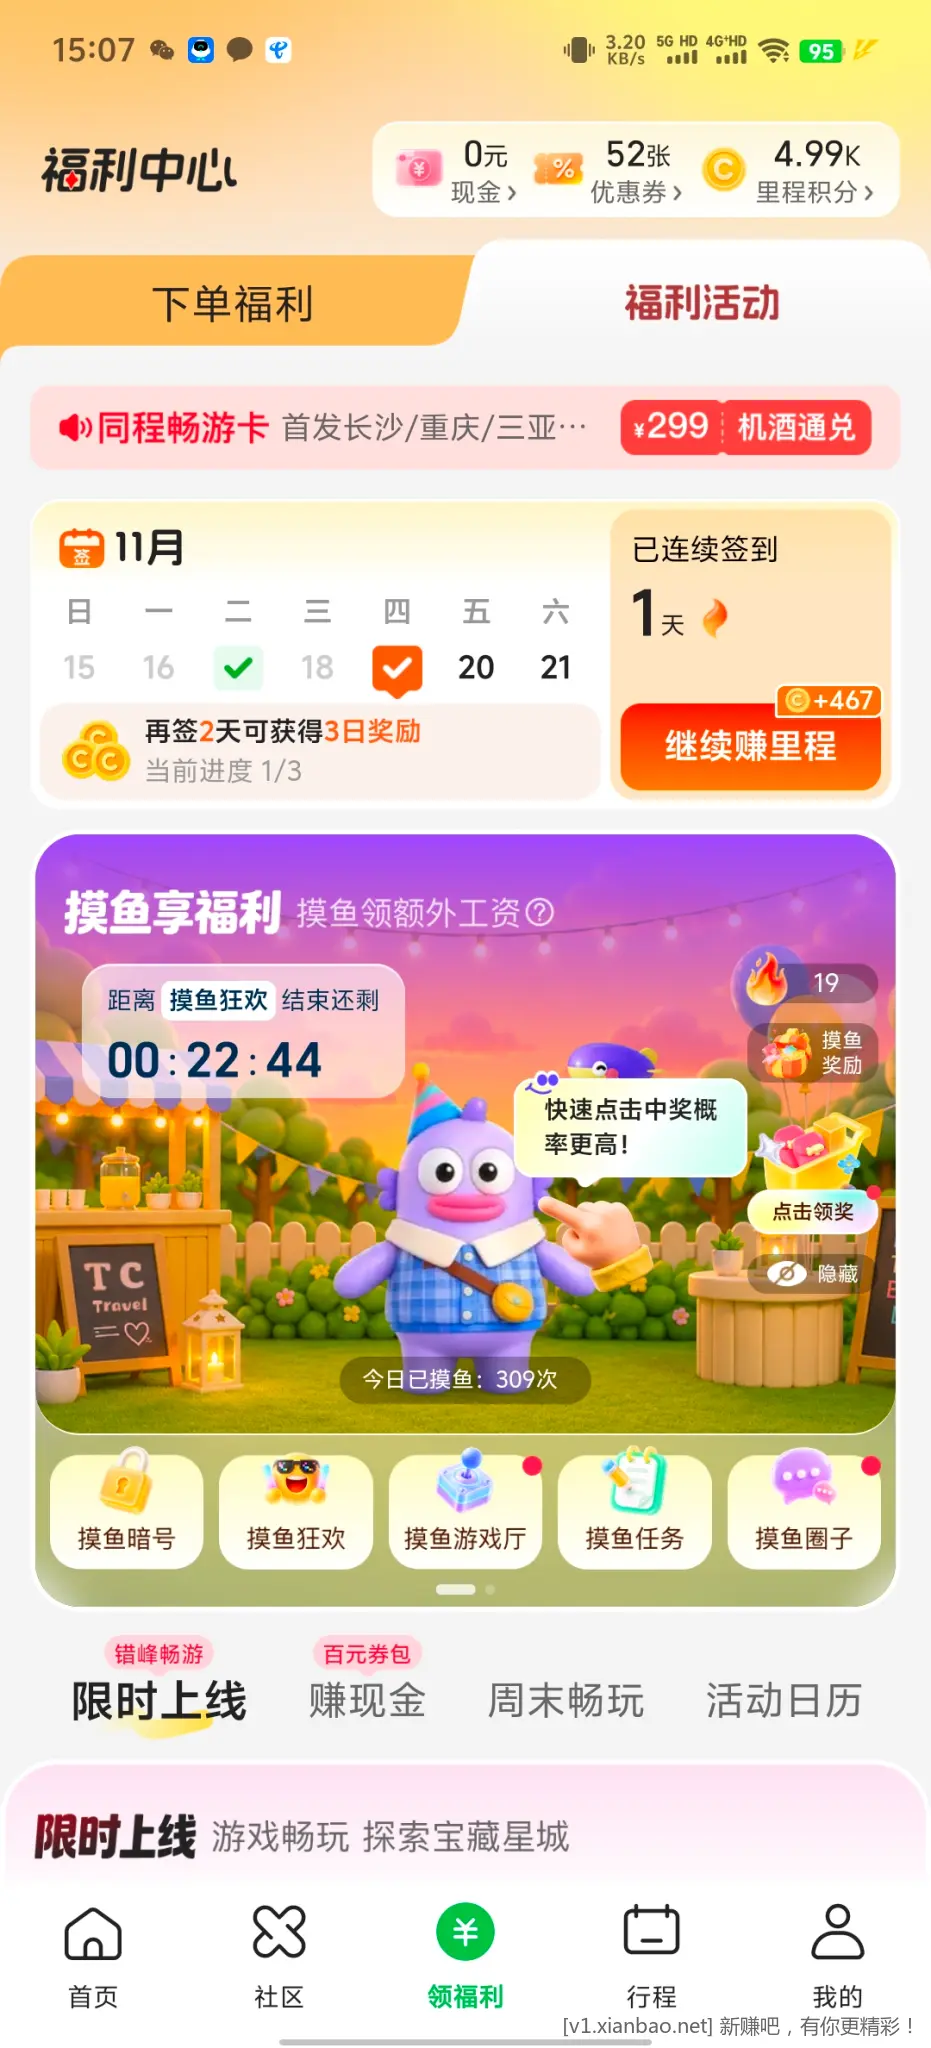 15:07
3.20 KB/s 5G HD 4G+HD 95
福利中心
0元 现金
52张 优惠券
4.99K 里程积分
下单福利
福利活动
同程畅游卡 首发长沙/重庆/三亚… ¥299 机酒通兑
签 11月
日 一 二 三 四 五 六
15 16 18 20 21
再签2天可获得3日奖励
当前进度 1/3
已连续签到
1天
+467
继续赚里程
摸鱼享福利 摸鱼领额外工资?
距离 摸鱼狂欢 结束还剩
00:22:44
19
摸鱼
奖励
快速点击中奖概
率更高!
点击领奖
隐藏
TC
Travel
今日已摸鱼：309次
摸鱼暗号 摸鱼狂欢 摸鱼游戏厅 摸鱼任务 摸鱼圈子
错峰畅游 百元券包
限时上线 赚现金 周末畅玩 活动日历
限时上线 游戏畅玩 探索宝藏星城
首页 社区 领福利 行程 我的
[v1.xianbao.net] 新赚吧，有你更精彩！